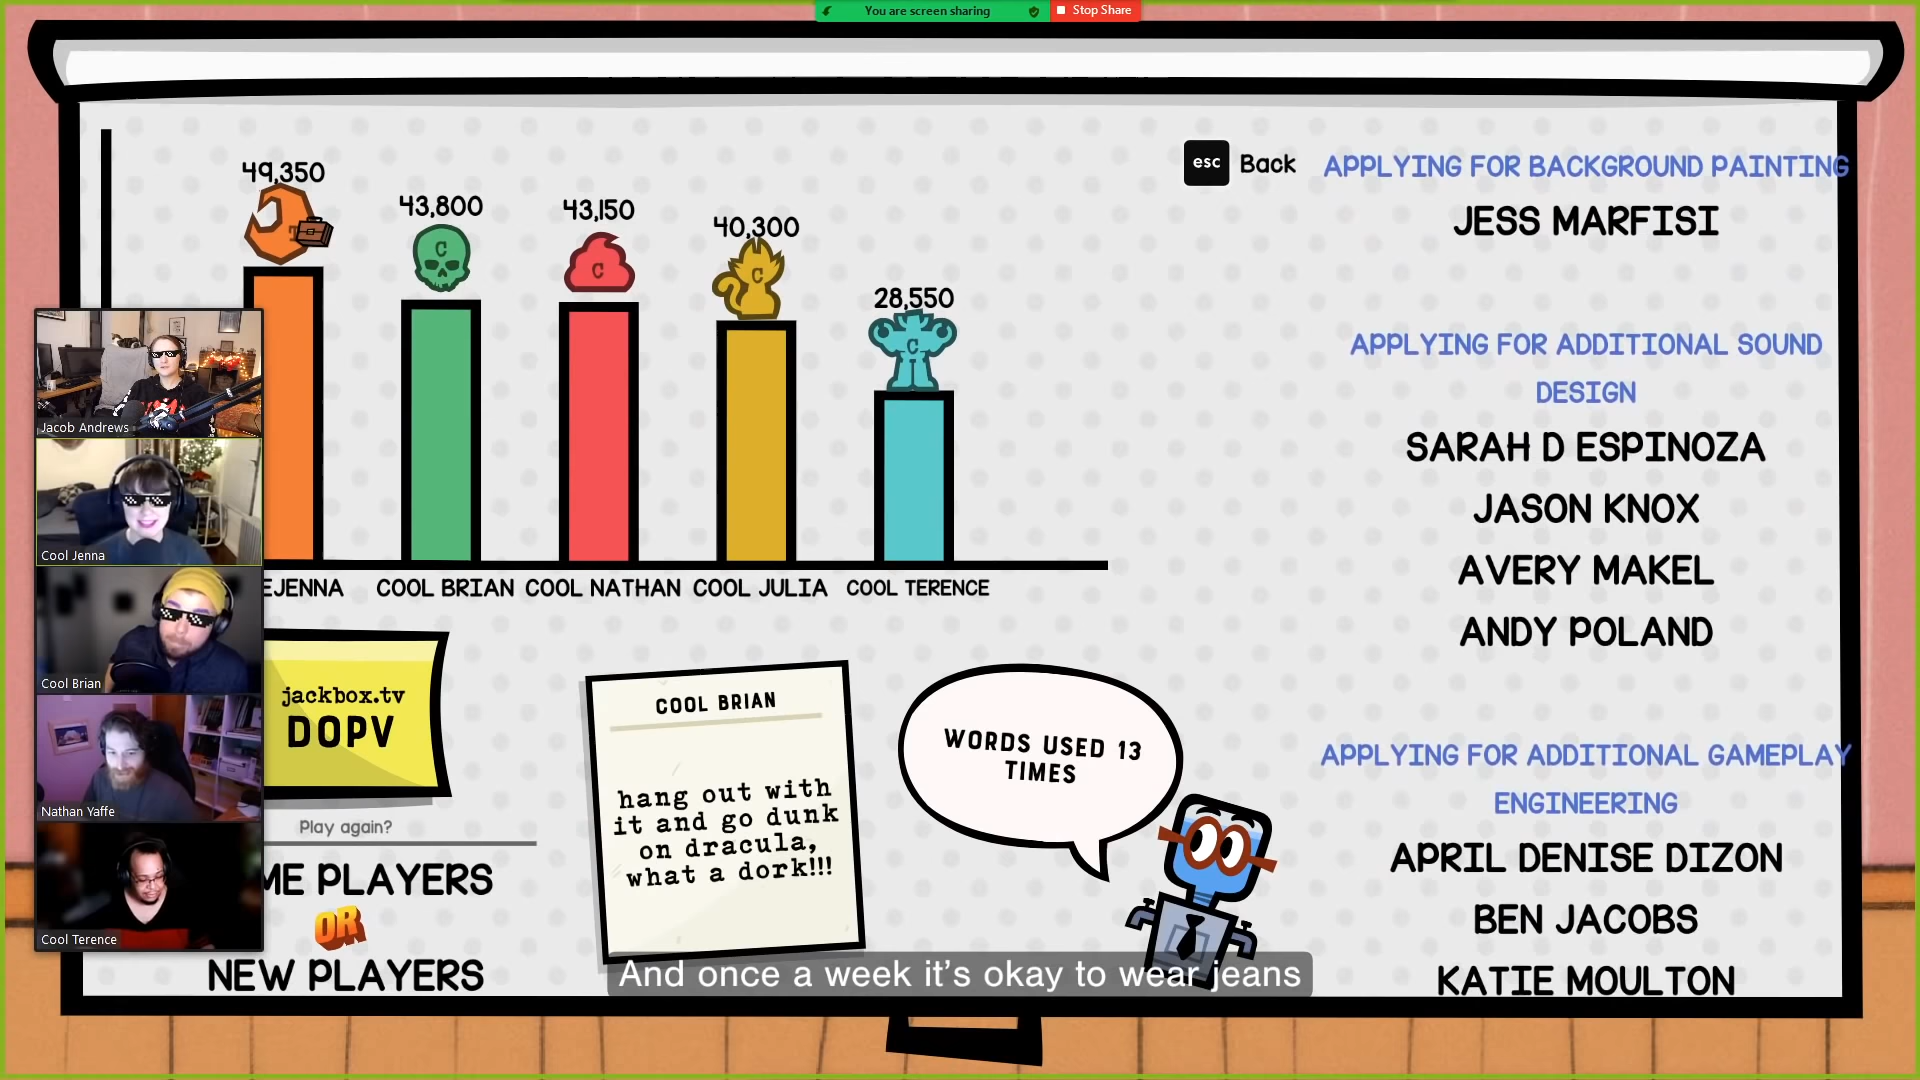 You are screen sharing
Stop Share
49,350
43,800
43,150
40,300
28,550
C
C
C
C
EJENNA
COOL BRIAN
COOL NATHAN
COOL JULIA
COOL TERENCE
esc
Back
APPLYING FOR BACKGROUND PAINTING
JESS MARFISI
APPLYING FOR ADDITIONAL SOUND
DESIGN
SARAH D ESPINOZA
JASON KNOX
AVERY MAKEL
ANDY POLAND
APPLYING FOR ADDITIONAL GAMEPLAY
ENGINEERING
APRIL DENISE DIZON
BEN JACOBS
KATIE MOULTON
Jacob Andrews
Cool Jenna
Cool Brian
Nathan Yaffe
Cool Terence
jackbox.tv
DOPV
Play again?
ME PLAYERS
OR
NEW PLAYERS
COOL BRIAN
hang out with
it and go dunk
on dracula,
what a dork!!!
WORDS USED 13
TIMES
And once a week it's okay to wear jeans